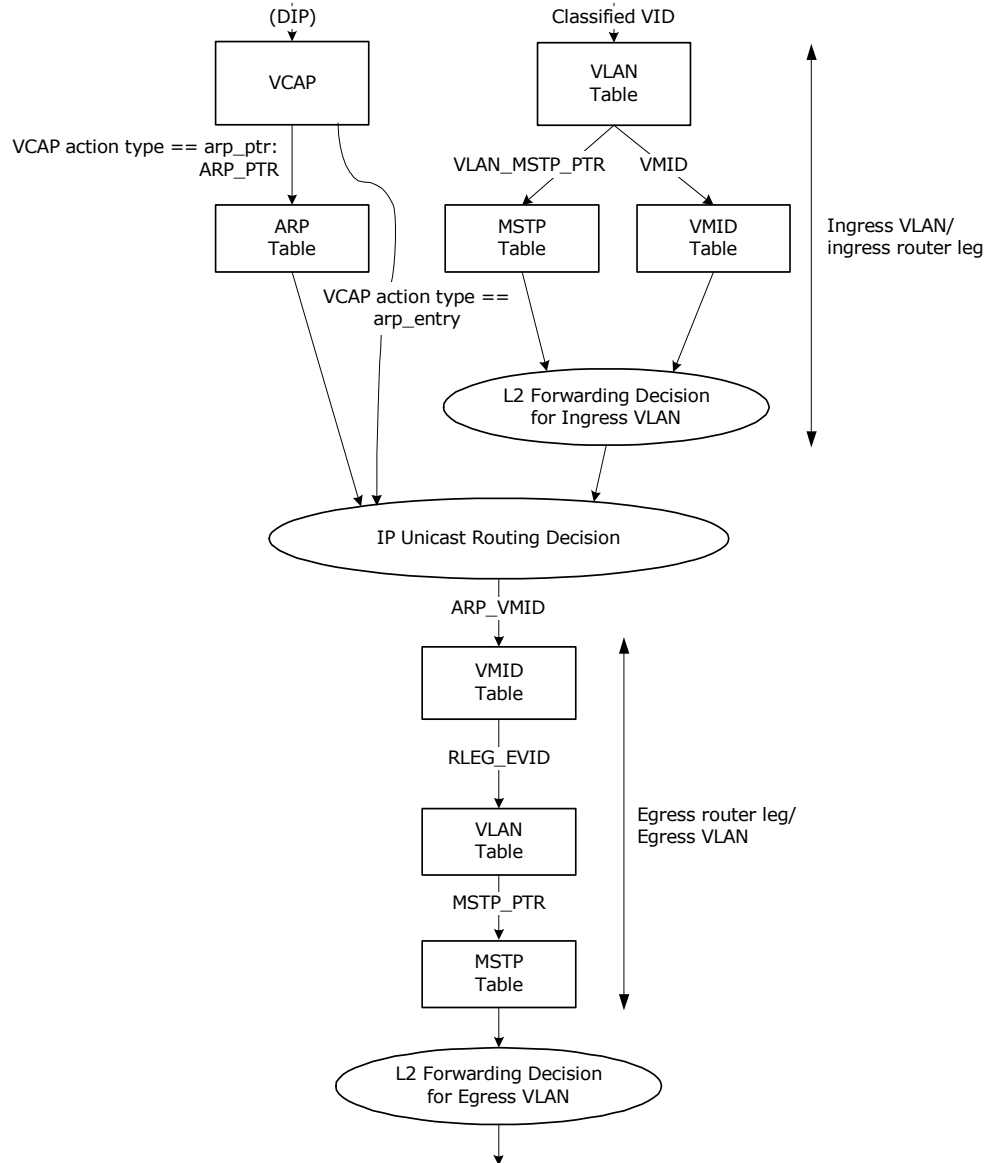 (DIP)
Classified VID
VCAP
VLAN
Table
VCAP action type == arp_ptr:
ARP_PTR
VLAN_MSTP_PTR
VMID
ARP
Table
MSTP
Table
VMID
Table
Ingress VLAN/
ingress router leg
VCAP action type ==
arp_entry
L2 Forwarding Decision
for Ingress VLAN
IP Unicast Routing Decision
ARP_VMID
VMID
Table
RLEG_EVID
VLAN
Table
Egress router leg/
Egress VLAN
MSTP_PTR
MSTP
Table
L2 Forwarding Decision
for Egress VLAN